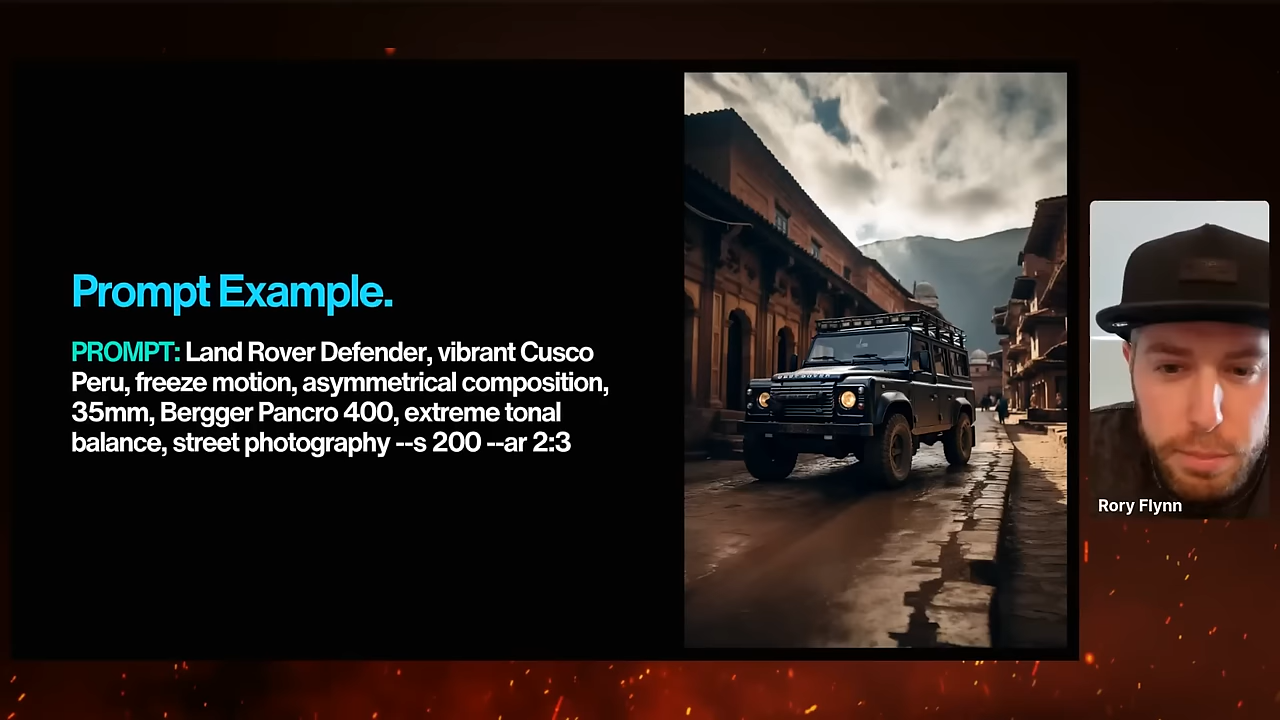 Prompt Example.
PROMPT: Land Rover Defender, vibrant Cusco
Peru, freeze motion, asymmetrical composition,
35mm, Bergger Pancro 400, extreme tonal
balance, street photography --s 200 --ar 2:3
Rory Flynn